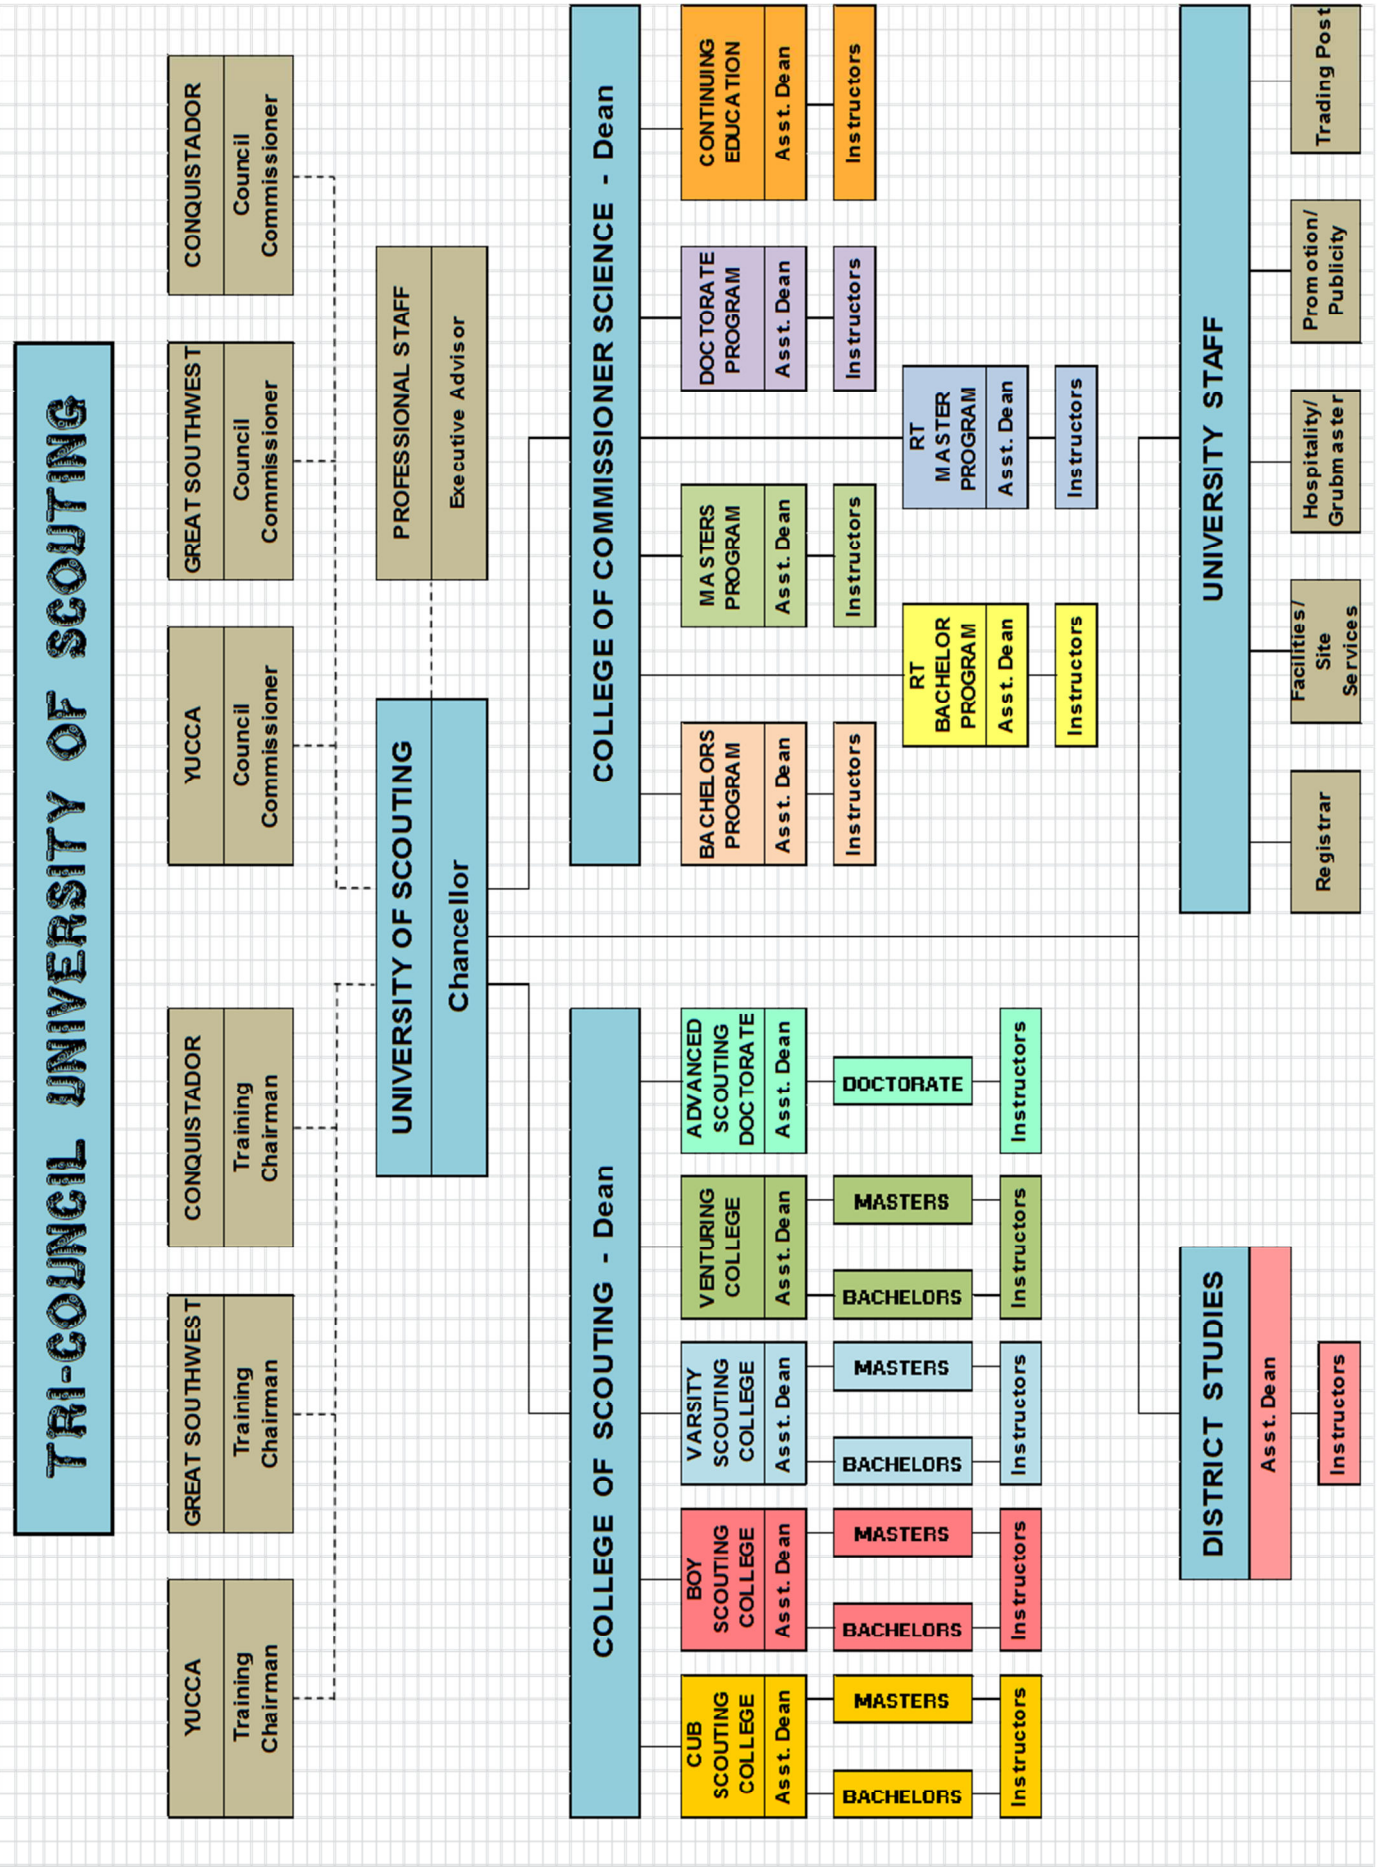 TRI-COUNCIL UNIVERSITY OF SCOUTING
YUCCA
Training
Chairman
GREAT SOUTHWEST
Training
Chairman
CONQUISTADOR
Training
Chairman
YUCCA
Council
Commissioner
GREAT SOUTHWEST
Council
Commissioner
CONQUISTADOR
Council
Commissioner
UNIVERSITY OF SCOUTING
Chancellor
PROFESSIONAL STAFF
Executive Advisor
COLLEGE OF SCOUTING - Dean
CUB
SCOUTING
COLLEGE
Asst. Dean
BACHELORS
MASTERS
Instructors
BOY
SCOUTING
COLLEGE
Asst. Dean
BACHELORS
MASTERS
Instructors
VARSITY
SCOUTING
COLLEGE
Asst. Dean
BACHELORS
MASTERS
Instructors
VENTURING
COLLEGE
Asst. Dean
BACHELORS
MASTERS
Instructors
ADVANCED
SCOUTING
DOCTORATE
Asst. Dean
DOCTORATE
Instructors
COLLEGE OF COMMISSIONER SCIENCE - Dean
BACHELORS
PROGRAM
Asst. Dean
Instructors
RT
BACHELOR
PROGRAM
Asst. Dean
Instructors
MASTERS
PROGRAM
Asst. Dean
Instructors
RT
MASTER
PROGRAM
Asst. Dean
Instructors
DOCTORATE
PROGRAM
Asst. Dean
Instructors
CONTINUING
EDUCATION
Asst. Dean
Instructors
DISTRICT STUDIES
Asst. Dean
Instructors
UNIVERSITY STAFF
Registrar
Facilities/
Site
Services
Hospitality/
Grubmaster
Promotion/
Publicity
Trading Post